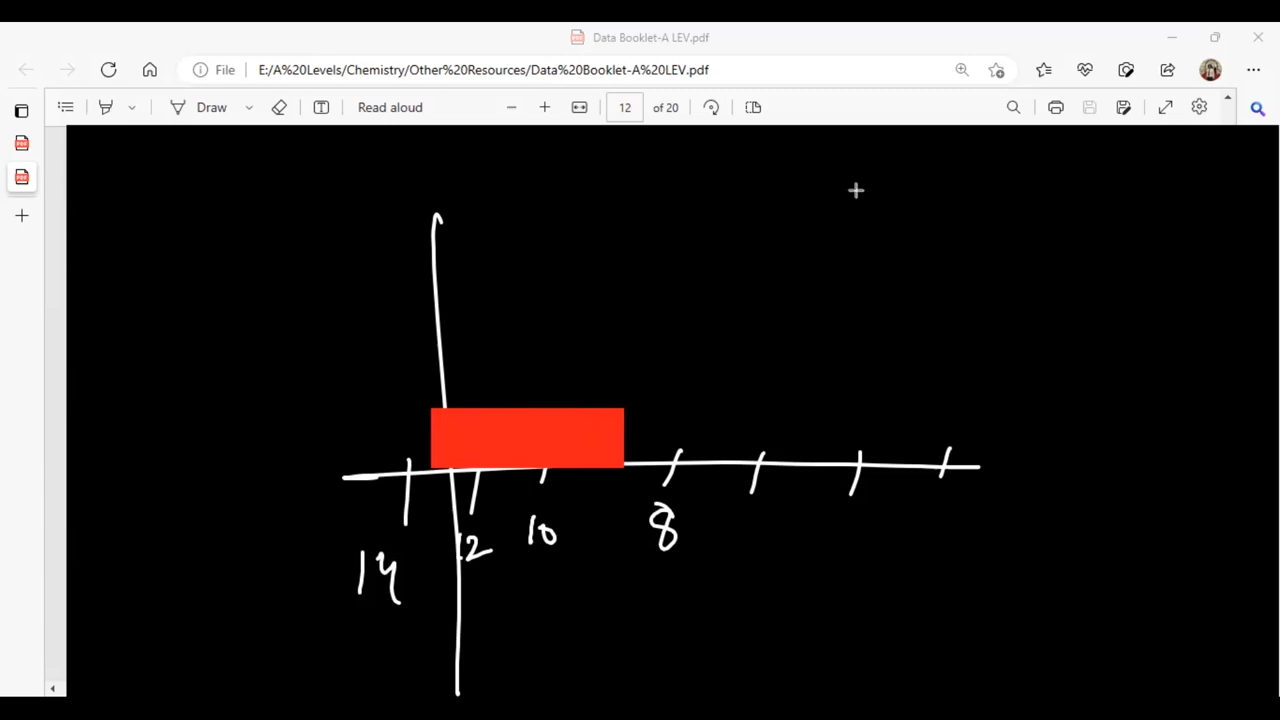 Data Booklet-A LEV.pdf
File E:/A%20Levels/Chemistry/Other%20Resources/Data%20Booklet-A%20LEV.pdf
Draw Read aloud 12 of 20
14 12 10 8